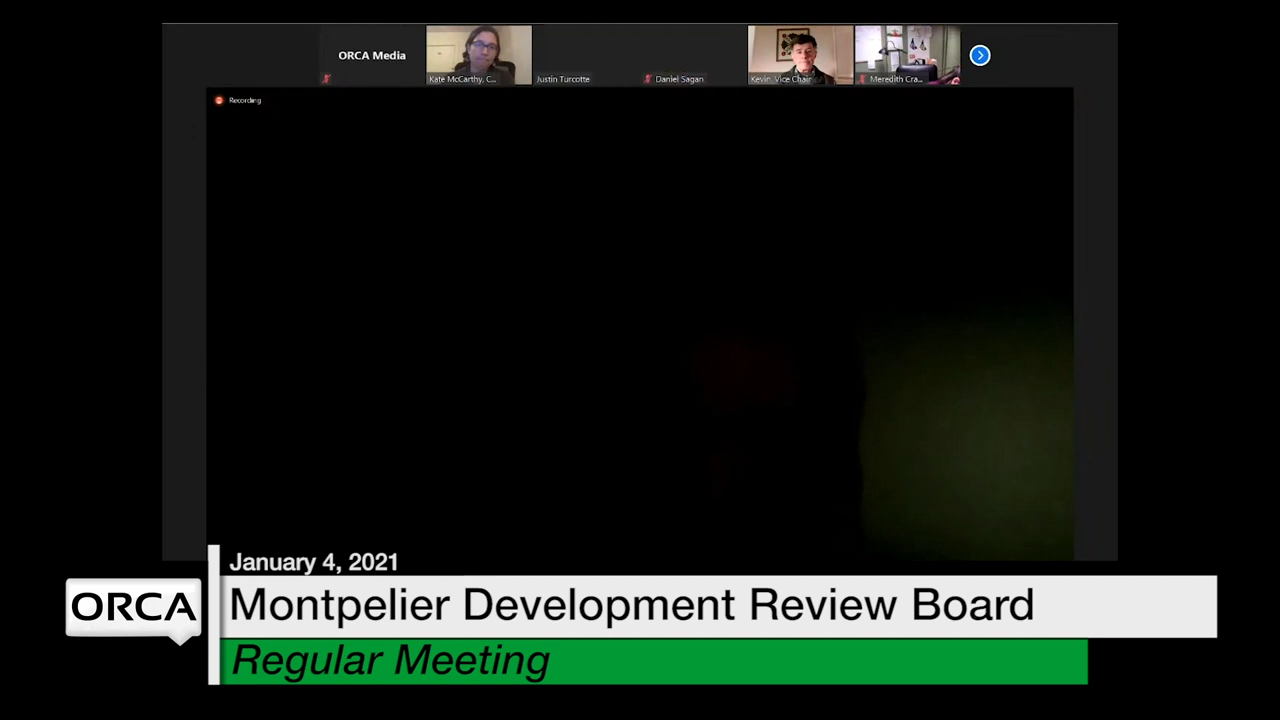 ORCA Media
Kate McCarthy, C...
Justin Turcotte
Daniel Sagan
Kevin, Vice Chair
Meredith Cra...
Recording
January 4, 2021
ORCA
Montpelier Development Review Board
Regular Meeting